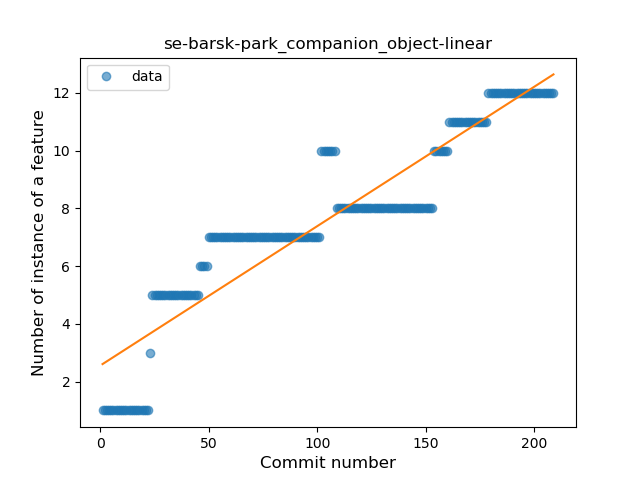 se-barsk-park_companion_object-linear
data
Number of instance of a feature
12
10
8
6
4
2
0
50
100
150
200
Commit number